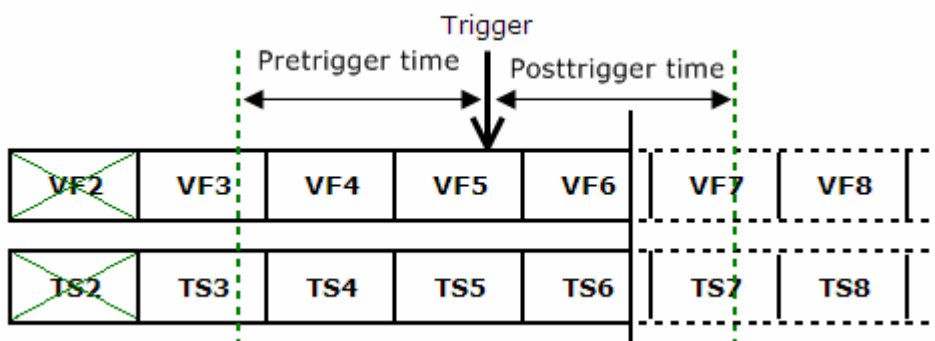 Trigger
Pretrigger time Posttrigger time
VF2 VF3 VF4 VF5 VF6 VF7 VF8
TS2 TS3 TS4 TS5 TS6 TS7 TS8